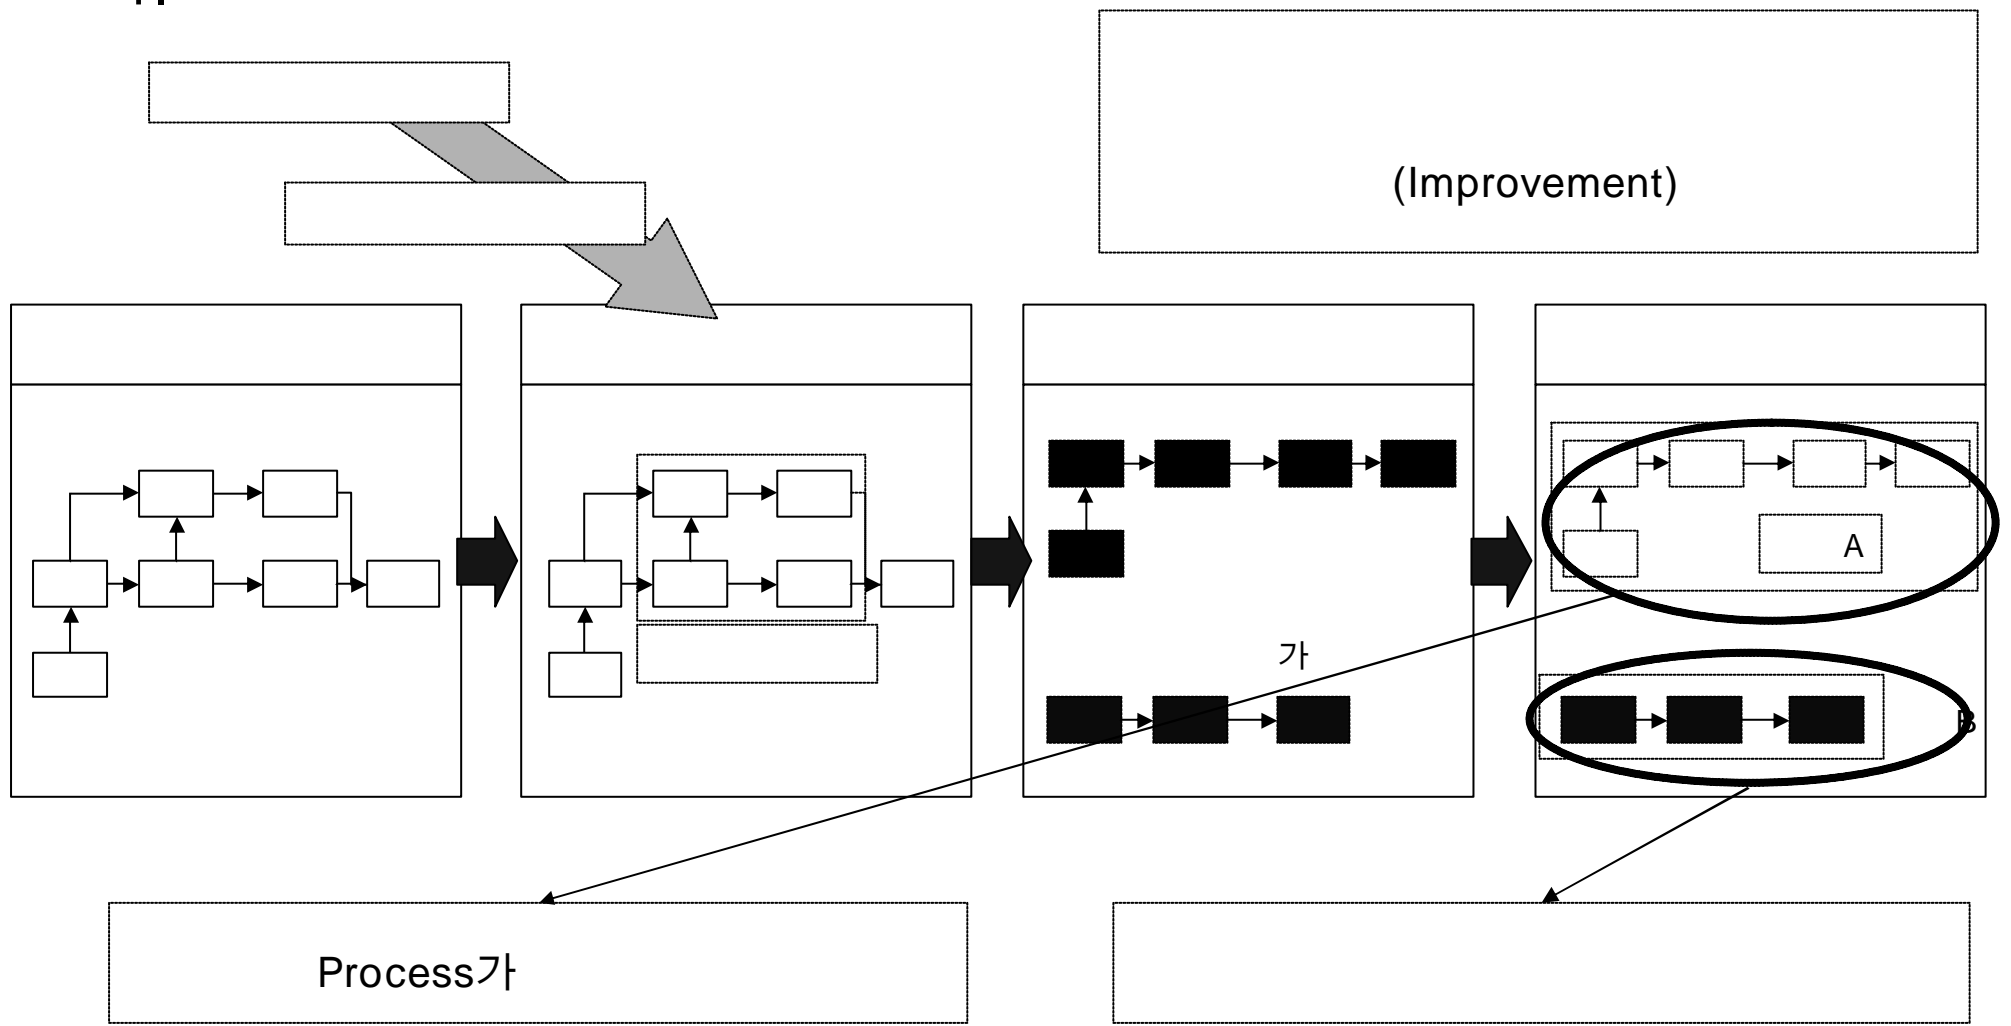 (Improvement)
A
가
B
Process가